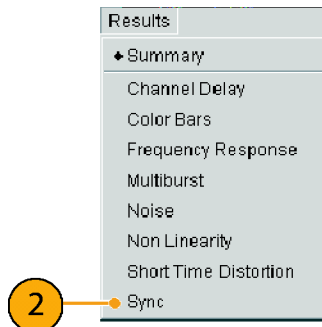 Results
Summary
Channel Delay
Color Bars
Frequency Response
Multiburst
Noise
Non Linearity
Short Time Distortion
2 Sync